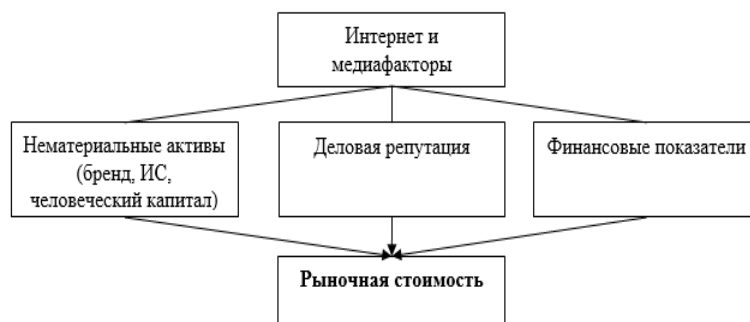 Интернет и
медиафакторы
Нематериальные активы
(бренд, ИС,
человеческий капитал)
Деловая репутация
Финансовые показатели
Рыночная стоимость